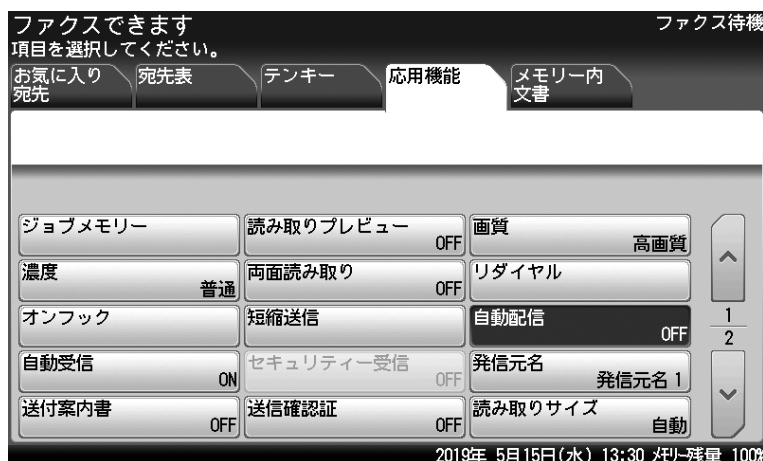 ファクスできます ファクス待機
項目を選択してください。
お気に入り
宛先
宛先表
テンキー
応用機能
メモリー内
文書
ジョブメモリー
読み取りプレビュー
OFF
画質
高画質
濃度
普通
両面読み取り
OFF
リダイヤル
オンフック
短縮送信
自動配信
OFF
1
2
自動受信
ON
セキュリティー受信
OFF
発信元名
発信元名 1
送付案内書
OFF
送信確認証
OFF
読み取りサイズ
自動
2019年 5月15日(水) 13:30 メモリー残量 100%